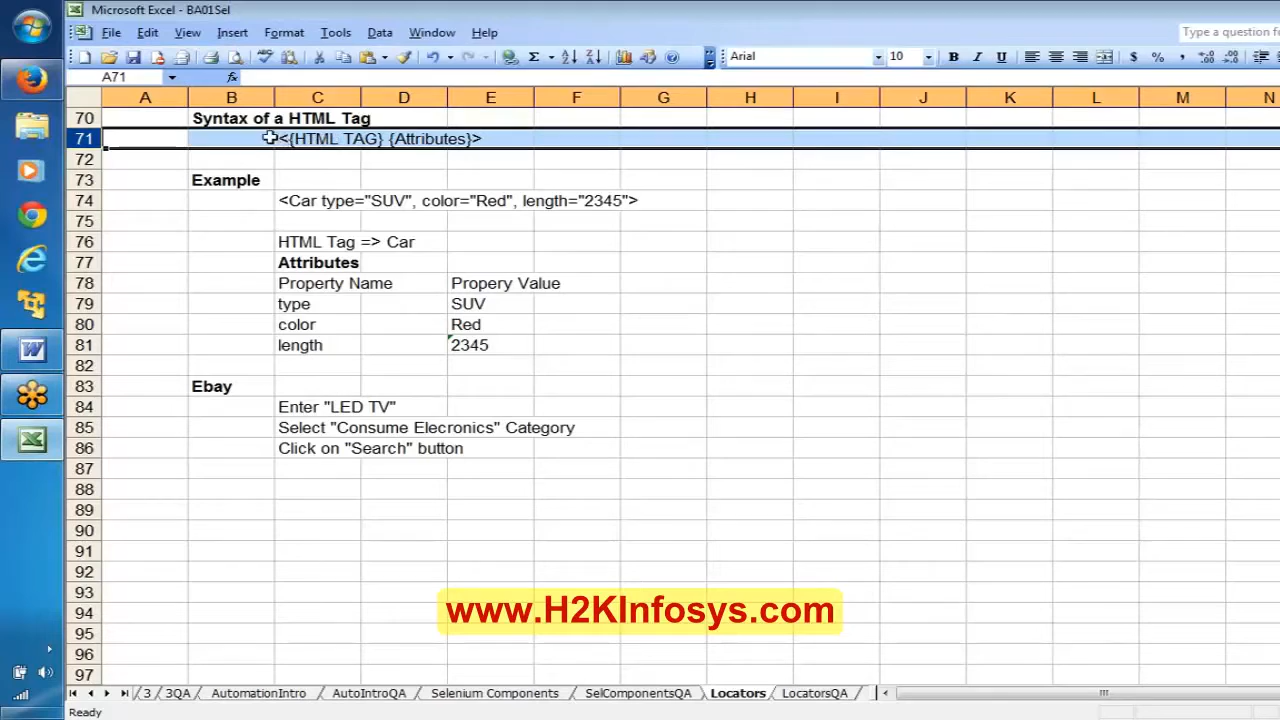 Microsoft Excel - BA01Sel
File Edit View Insert Format Tools Data Window Help
Type a question fo
Arial 10 B I U $ %
A71 fx
A B C D E F G H I J K L M N
70 Syntax of a HTML Tag
71 <{HTML TAG} {Attributes}>
72
73 Example
74 <Car type="SUV", color="Red", length="2345">
75
76 HTML Tag => Car
77 Attributes
78 Property Name Propery Value
79 type SUV
80 color Red
81 length 2345
82
83 Ebay
84 Enter "LED TV"
85 Select "Consume Elecronics" Category
86 Click on "Search" button
87
88
89
90
91
92
93
www.H2KInfosys.com
94
95
96
97
3 3QA AutomationIntro AutoIntroQA Selenium Components SelComponentsQA Locators LocatorsQA
Ready